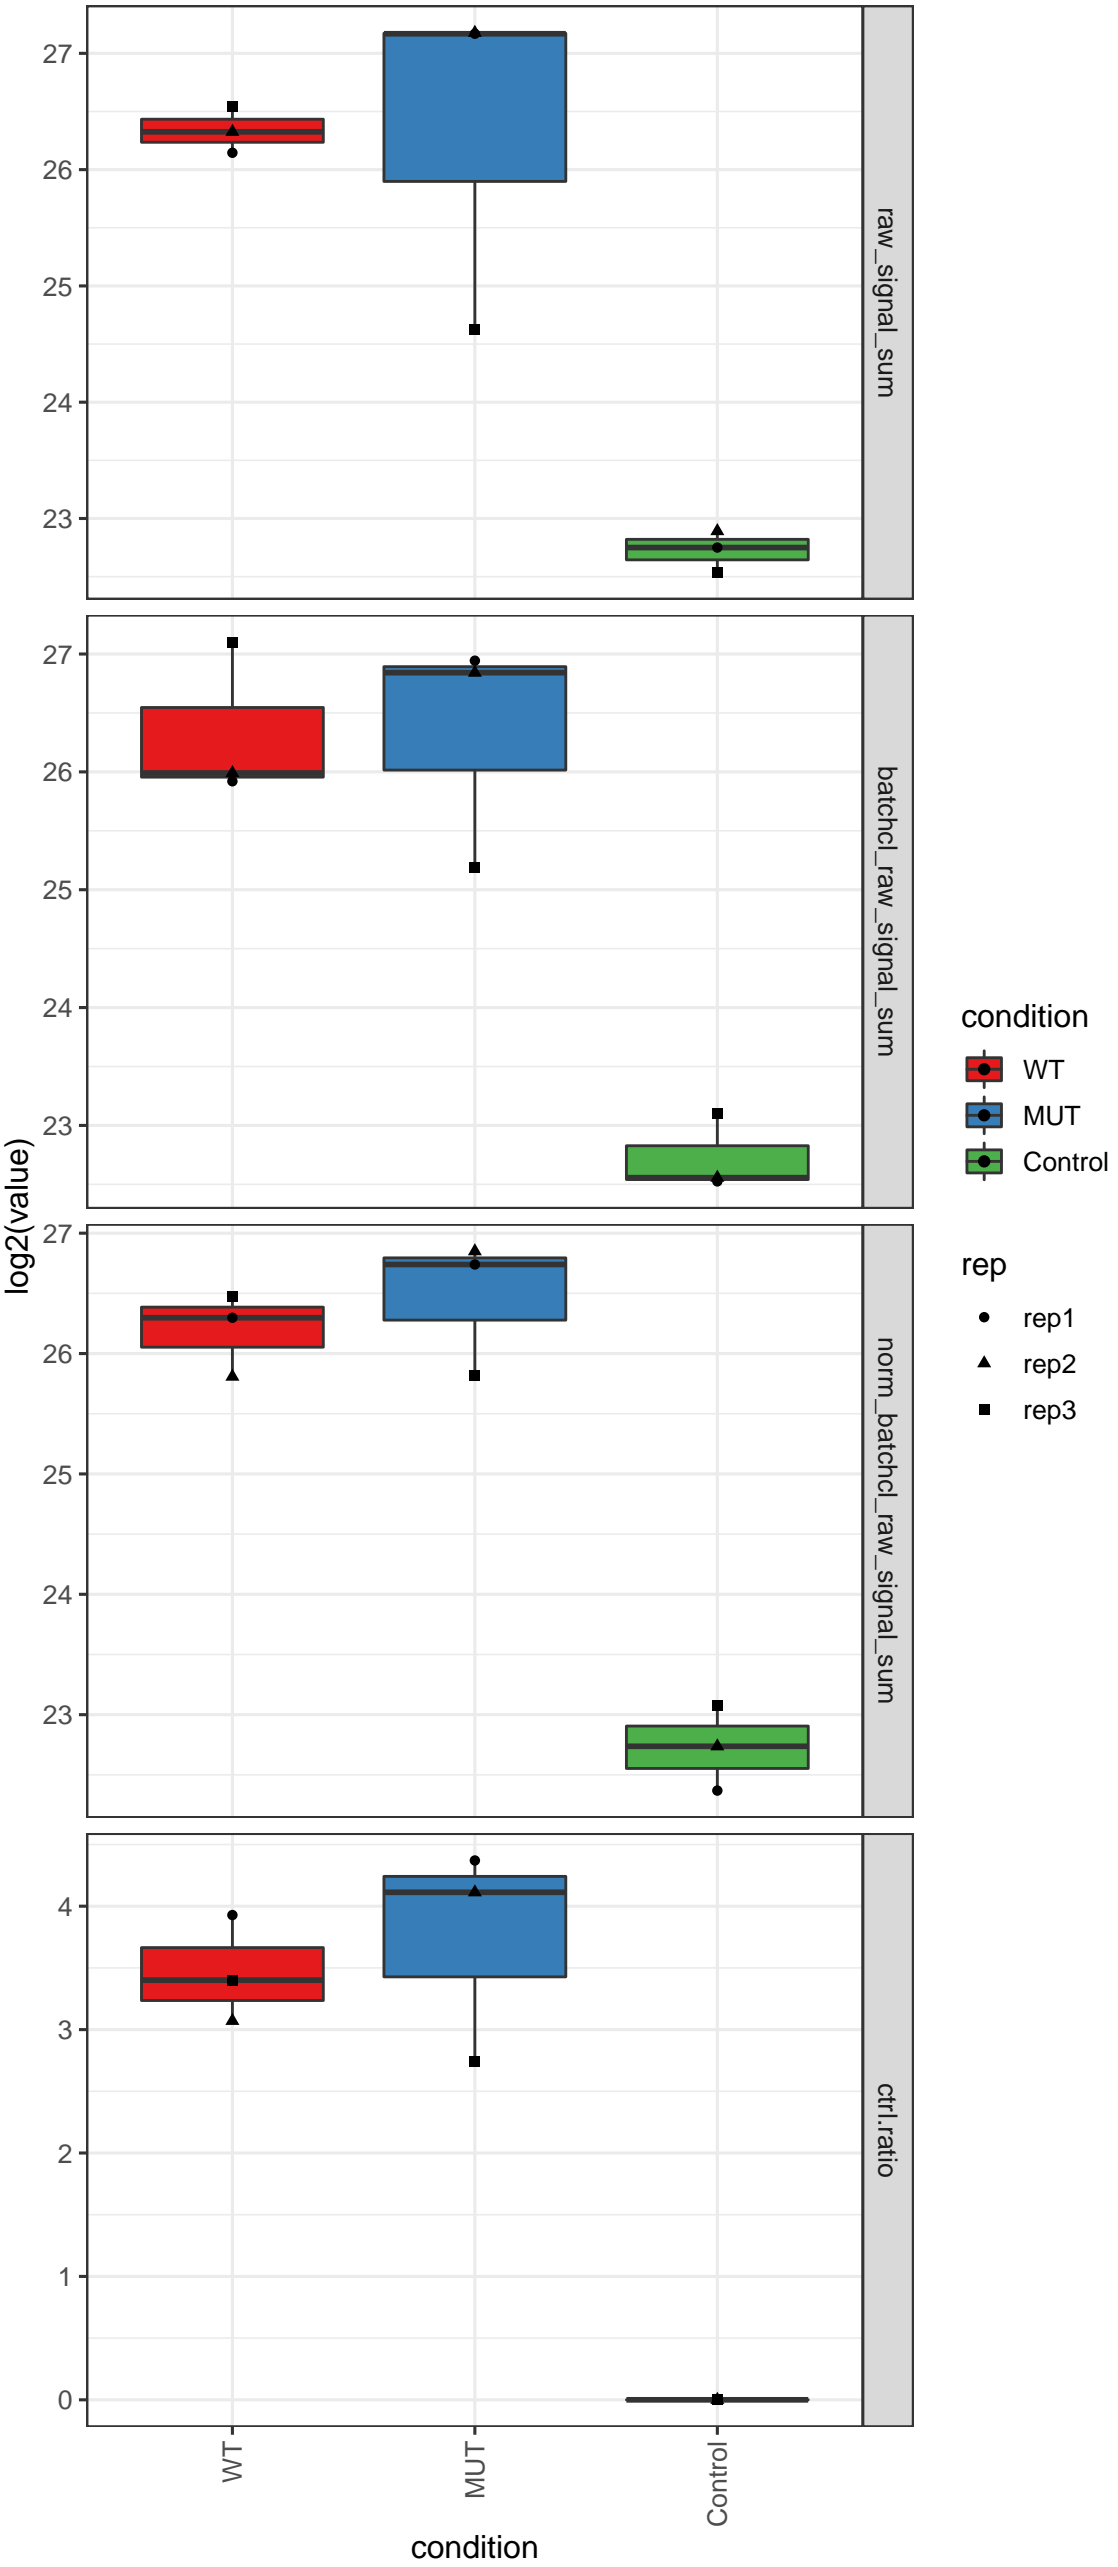 27
26
25
24
23
raw_signal_sum
27
26
25
24
23
batchcl_raw_signal_sum
27
26
25
24
23
norm_batchcl_raw_signal_sum
4
3
2
1
0
ctrl.ratio
log2(value)
WT
MUT
Control
condition
condition
WT
MUT
Control
rep
rep1
rep2
rep3